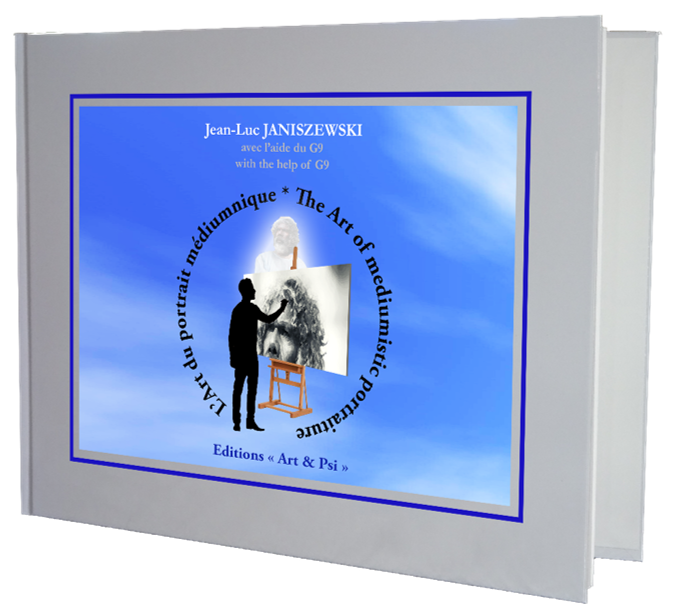 Jean-Luc JANISZEWSKI
avec l'aide du G9
with the help of G9
L'Art du portrait médiumnique * The Art of mediumistic portraiture
Editions « Art & Psi »